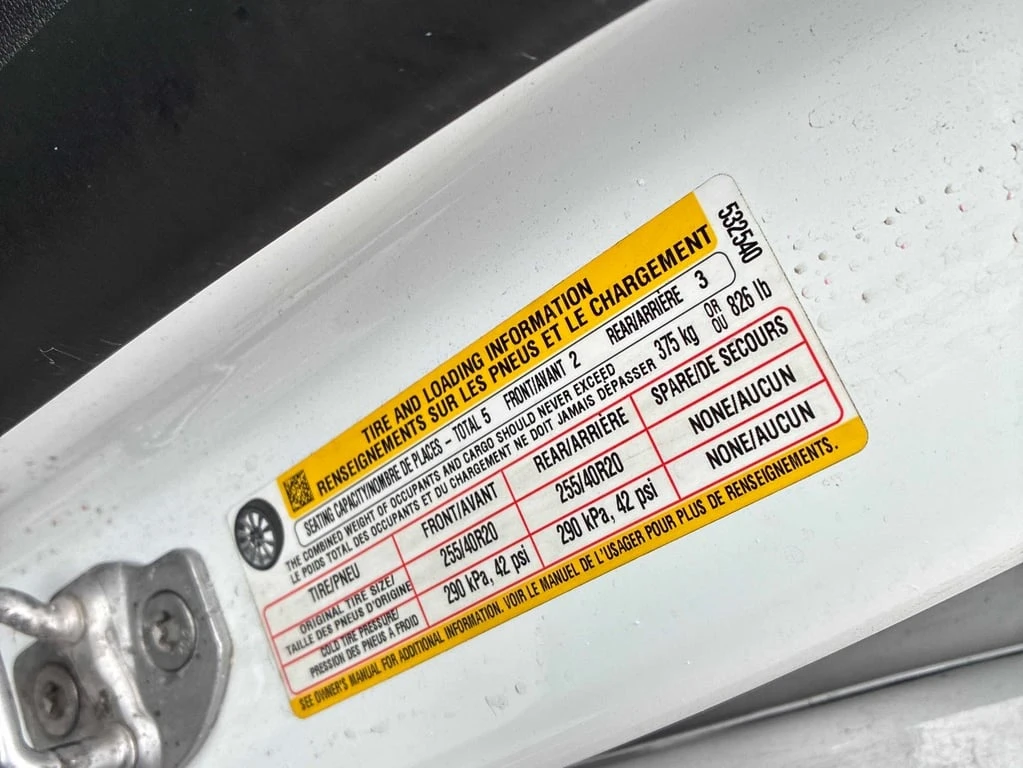 532540
TIRE AND LOADING INFORMATION
RENSEIGNEMENTS SUR LES PNEUS ET LE CHARGEMENT
SEATING CAPACITY/NOMBRE DE PLACES – TOTAL 5 FRONT/AVANT 2 REAR/ARRIÈRE 3
THE COMBINED WEIGHT OF OCCUPANTS AND CARGO SHOULD NEVER EXCEED
LE POIDS TOTAL DES OCCUPANTS ET DU CHARGEMENT NE DOIT JAMAIS DÉPASSER 375 kg OR OU 826 lb
TIRE/PNEU FRONT/AVANT REAR/ARRIÈRE SPARE/DE SECOURS
ORIGINAL TIRE SIZE/
TAILLE DES PNEUS D'ORIGINE 255/40R20 255/40R20 NONE/AUCUN
COLD TIRE PRESSURE/
PRESSION DES PNEUS À FROID 290 kPa, 42 psi 290 kPa, 42 psi NONE/AUCUN
SEE OWNER'S MANUAL FOR ADDITIONAL INFORMATION. VOIR LE MANUEL DE L'USAGER POUR PLUS DE RENSEIGNEMENTS.